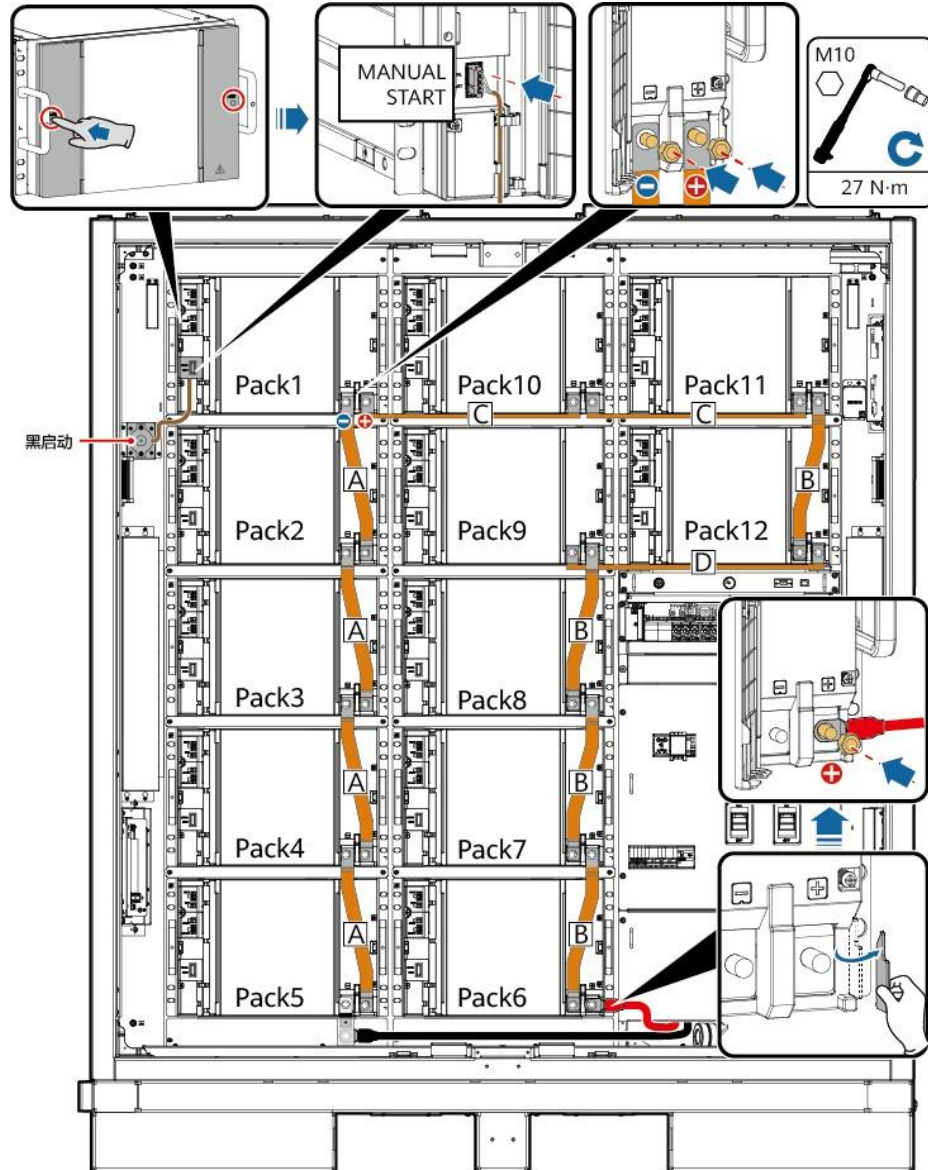 MANUAL
START
M10
27 N·m
Pack1
Pack10
Pack11
C
C
黑启动
A
B
Pack2
Pack9
Pack12
D
A
B
Pack3
Pack8
A
B
Pack4
Pack7
A
B
Pack5
Pack6